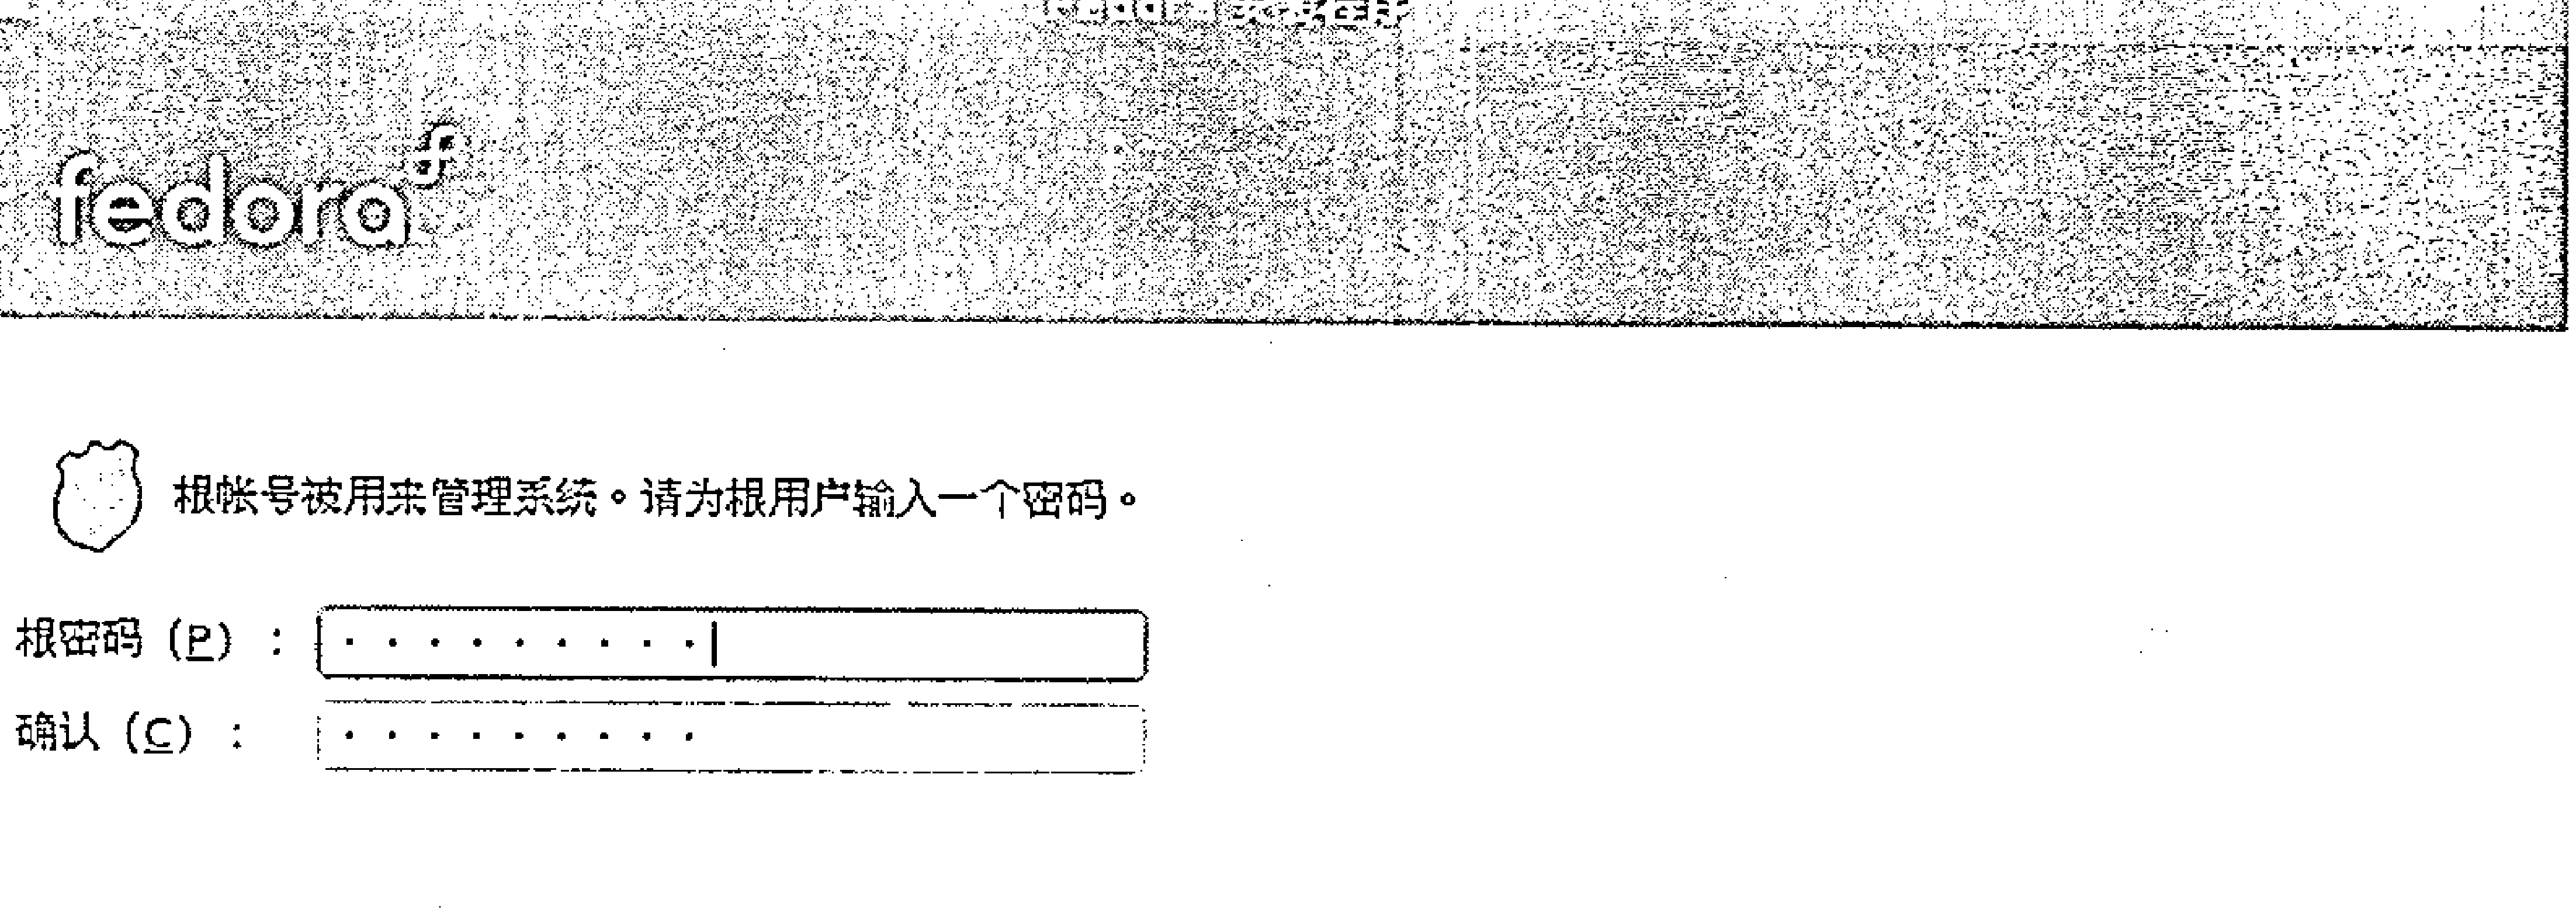 fedora
根帐号被用来管理系统。请为根用户输入一个密码。
根密码 (P) ：
确认 (C) ：